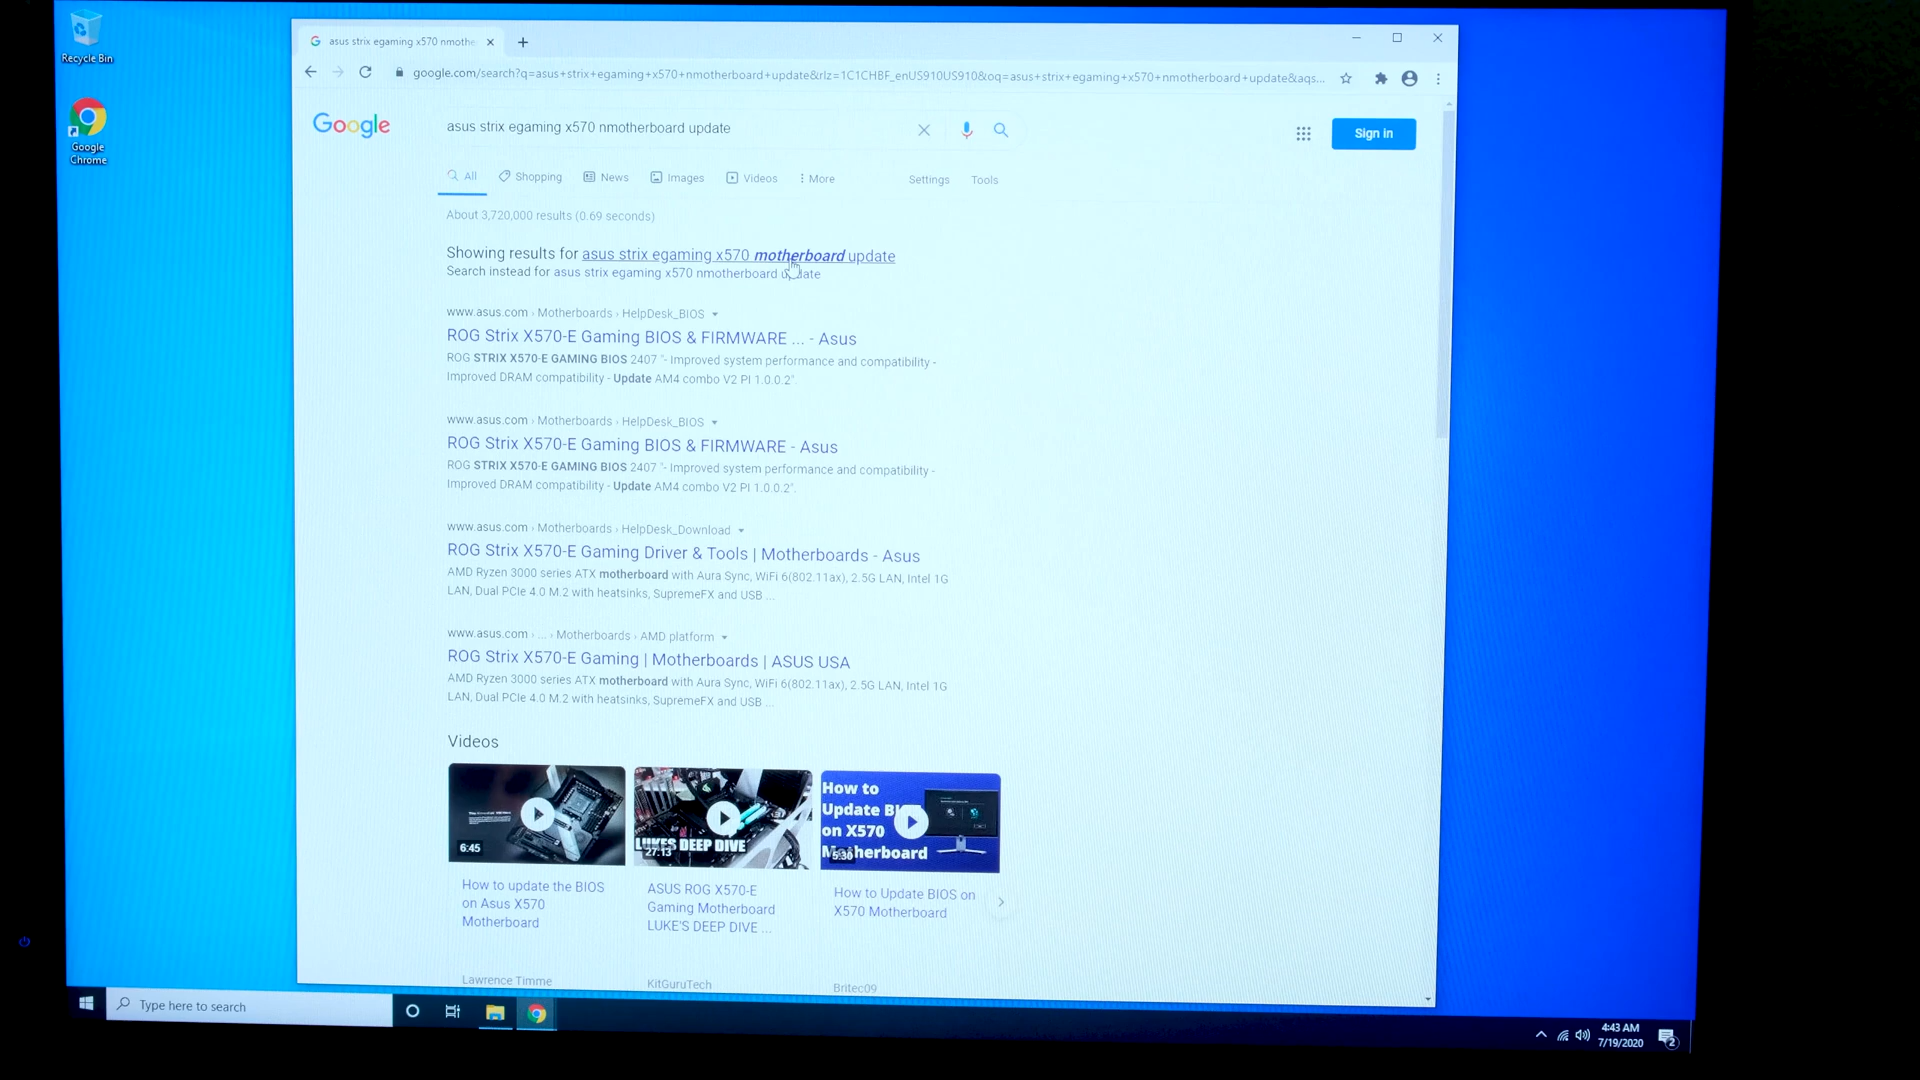 Recycle Bin
Google
Chrome
asus strix egaming x570 nmothe
google.com/search?q=asus+strix+egaming+x570+nmotherboard+update&rlz=1C1CHBF_enUS910US910&oq=asus+strix+egaming+x570+nmotherboard+update&aqs...
Google
asus strix egaming x570 nmotherboard update
Sign in
All
Shopping
News
Images
Videos
More
Settings
Tools
About 3,720,000 results (0.69 seconds)
Showing results for asus strix egaming x570 motherboard update
Search instead for asus strix egaming x570 nmotherboard update
www.asus.com › Motherboards › HelpDesk_BIOS
ROG Strix X570-E Gaming BIOS & FIRMWARE ... - Asus
ROG STRIX X570-E GAMING BIOS 2407 "- Improved system performance and compatibility -
Improved DRAM compatibility - Update AM4 combo V2 PI 1.0.0.2".
www.asus.com › Motherboards › HelpDesk_BIOS
ROG Strix X570-E Gaming BIOS & FIRMWARE - Asus
ROG STRIX X570-E GAMING BIOS 2407 "- Improved system performance and compatibility -
Improved DRAM compatibility - Update AM4 combo V2 PI 1.0.0.2".
www.asus.com › Motherboards › HelpDesk_Download
ROG Strix X570-E Gaming Driver & Tools | Motherboards - Asus
AMD Ryzen 3000 series ATX motherboard with Aura Sync, WiFi 6(802.11ax), 2.5G LAN, Intel 1G
LAN, Dual PCIe 4.0 M.2 with heatsinks, SupremeFX and USB ...
www.asus.com › ... › Motherboards › AMD platform
ROG Strix X570-E Gaming | Motherboards | ASUS USA
AMD Ryzen 3000 series ATX motherboard with Aura Sync, WiFi 6(802.11ax), 2.5G LAN, Intel 1G
LAN, Dual PCIe 4.0 M.2 with heatsinks, SupremeFX and USB ...
Videos
6:45
LUKES DEEP DIVE
27:13
How to
Update BI
on X570
Motherboard
5:30
How to update the BIOS
on Asus X570
Motherboard
ASUS ROG X570-E
Gaming Motherboard
LUKE'S DEEP DIVE ...
How to Update BIOS on
X570 Motherboard
Lawrence Timme
KitGuruTech
Britec09
Type here to search
4:43 AM
7/19/2020
2